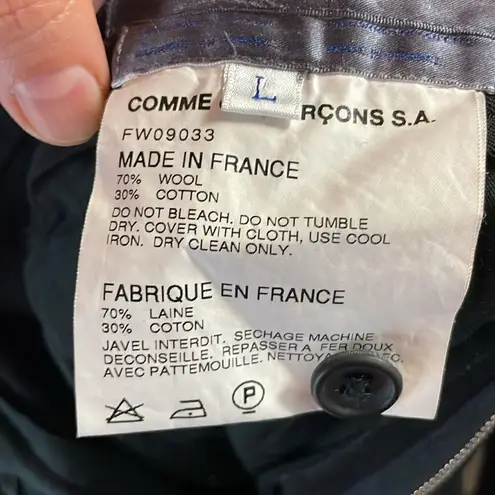 L
COMME RÇONS S.A.
FW09033
MADE IN FRANCE
70% WOOL
30% COTTON
DO NOT BLEACH. DO NOT TUMBLE
DRY. COVER WITH CLOTH, USE COOL
IRON. DRY CLEAN ONLY.
FABRIQUE EN FRANCE
70% LAINE
30% COTON
JAVEL INTERDIT. SECHAGE MACHINE
DECONSEILLE. REPASSER A FER DOUX
AVEC PATTEMOUILLE. NETTOYA SEC.
P